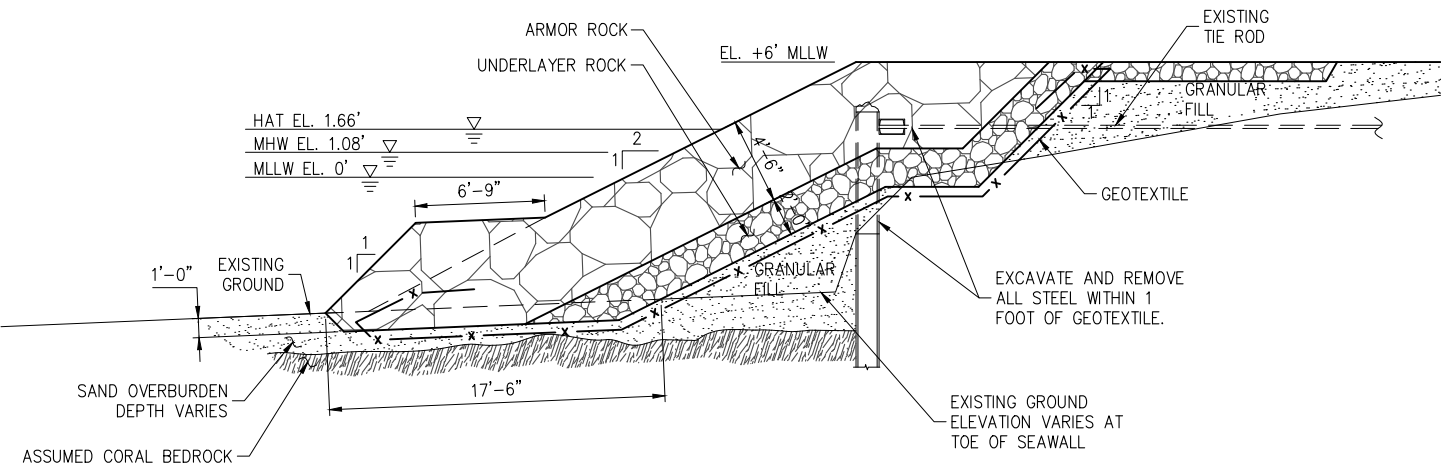 EXISTING
TIE ROD
ARMOR ROCK
EL. +6' MLLW
UNDERLAYER ROCK
GRANULAR
FILL
1
1
HAT EL. 1.66'
MHW EL. 1.08'
MLLW EL. 0'
2
1
4'-6"
6'-9"
GEOTEXTILE
1
1
EXISTING
GROUND
1'-0"
GRANULAR
FILL
EXCAVATE AND REMOVE
ALL STEEL WITHIN 1
FOOT OF GEOTEXTILE.
17'-6"
SAND OVERBURDEN
DEPTH VARIES
EXISTING GROUND
ELEVATION VARIES AT
TOE OF SEAWALL
ASSUMED CORAL BEDROCK